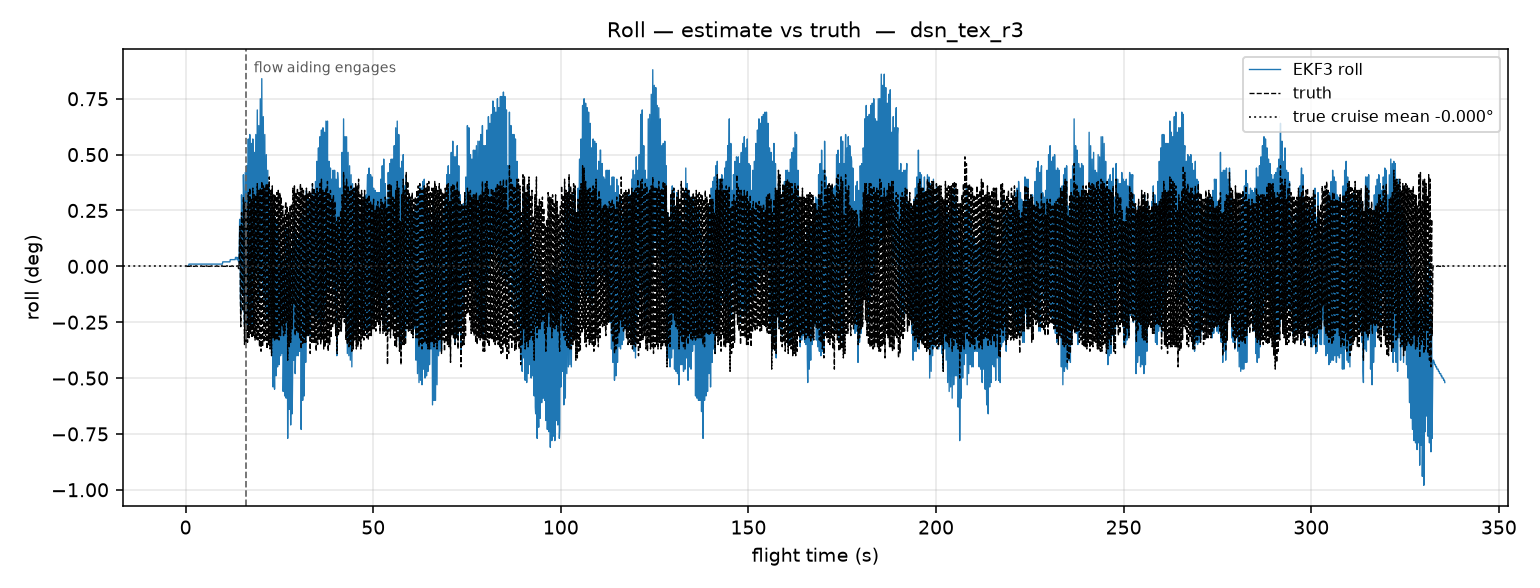 Roll — estimate vs truth — dsn_tex_r3
flow aiding engages
EKF3 roll
truth
true cruise mean -0.000°
0.75
0.50
0.25
0.00
−0.25
−0.50
−0.75
−1.00
roll (deg)
0 50 100 150 200 250 300 350
flight time (s)